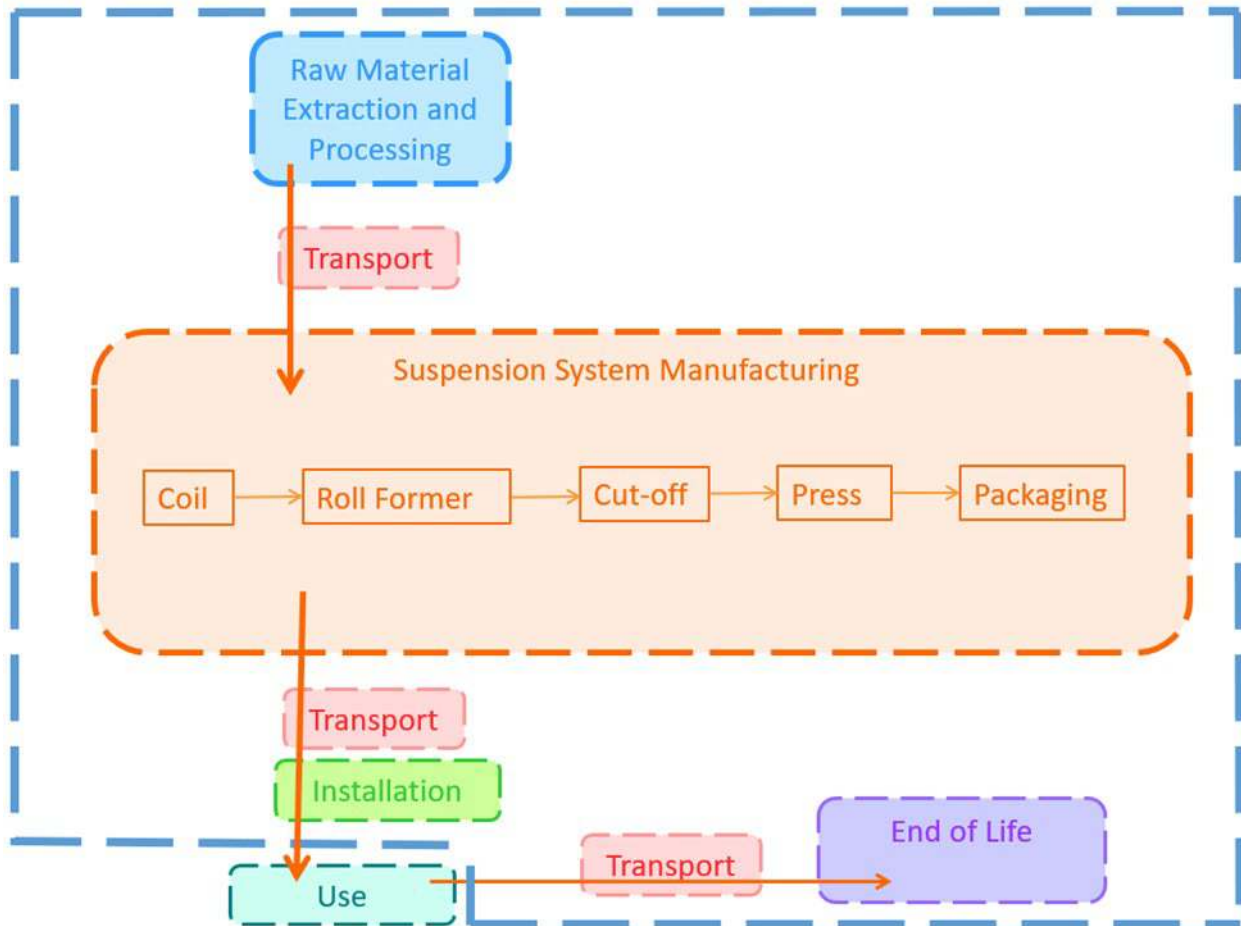 Raw Material
Extraction and
Processing
Transport
Suspension System Manufacturing
Coil
Roll Former
Cut-off
Press
Packaging
Transport
Installation
Use
Transport
End of Life